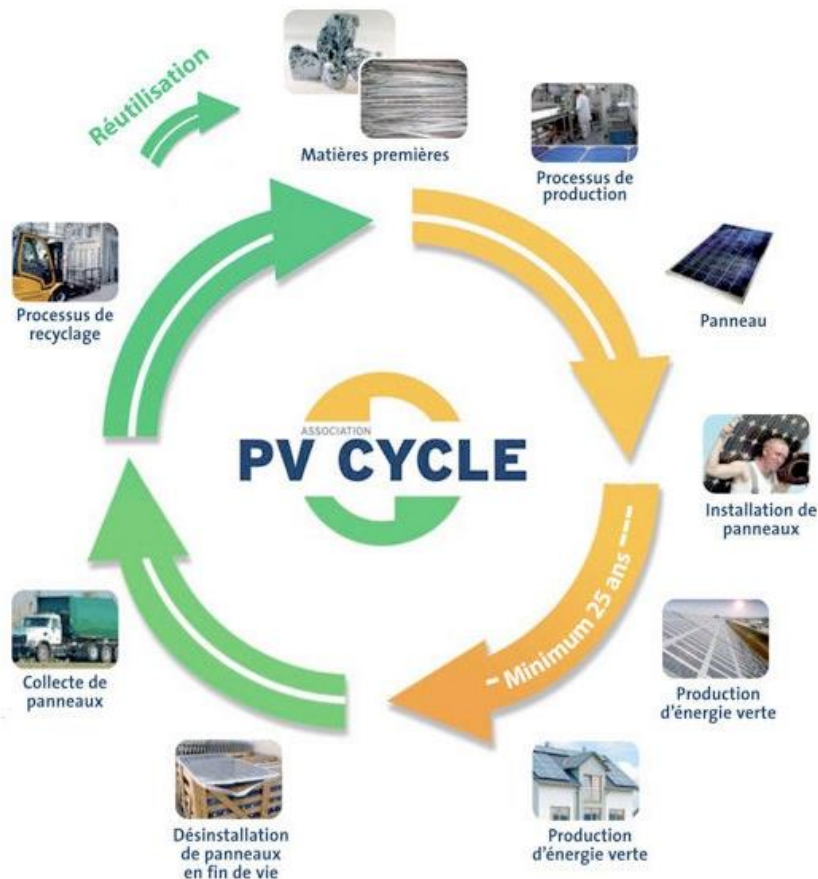 Réutilisation
Matières premières
Processus de
production
Panneau
Installation de
panneaux
Minimum 25 ans
Production
d'énergie verte
Production
d'énergie verte
Désinstallation
de panneaux
en fin de vie
Collecte de
panneaux
Processus de
recyclage
ASSOCIATION
PV CYCLE